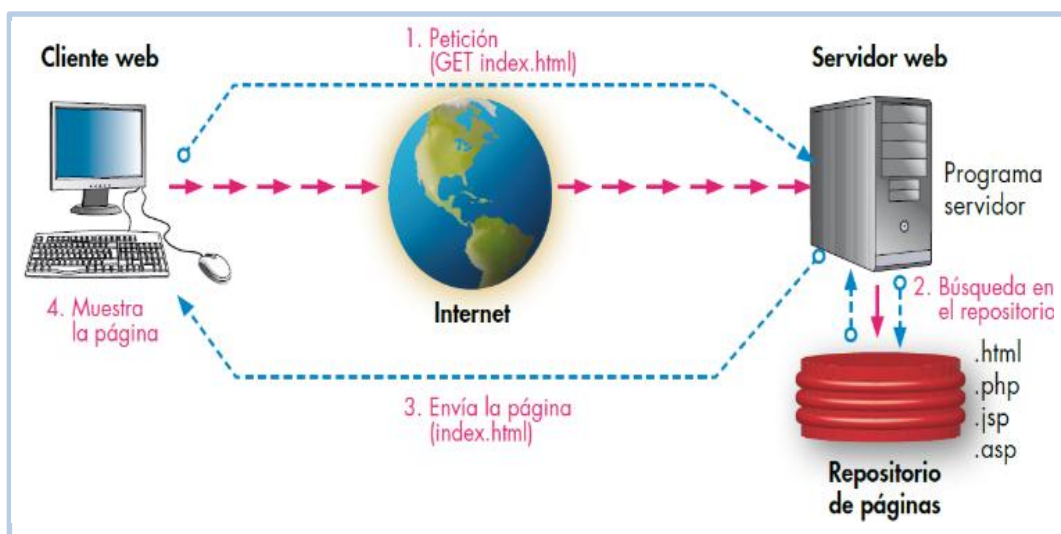 Cliente web
1. Petición
(GET index.html)
Servidor web
Programa
servidor
Internet
4. Muestra
la página
2. Búsqueda en
el repositorio
3. Envía la página
(index.html)
.html
.php
.jsp
.asp
Repositorio
de páginas